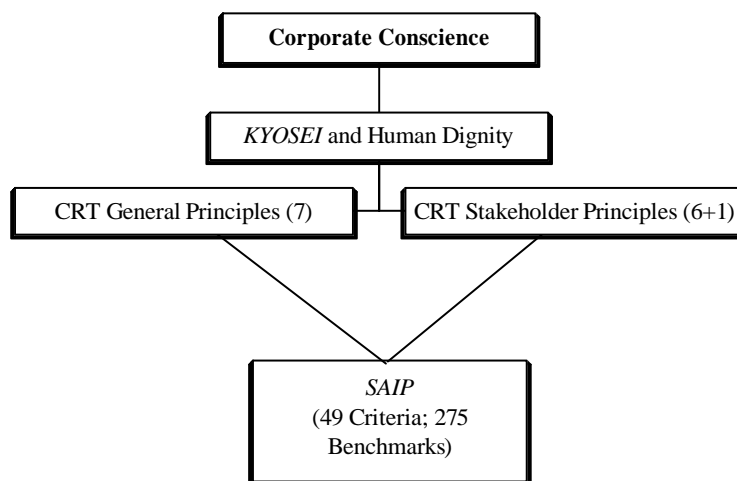 Corporate Conscience
KYOSEI and Human Dignity
CRT General Principles (7)
CRT Stakeholder Principles (6+1)
SAIP
(49 Criteria; 275
Benchmarks)